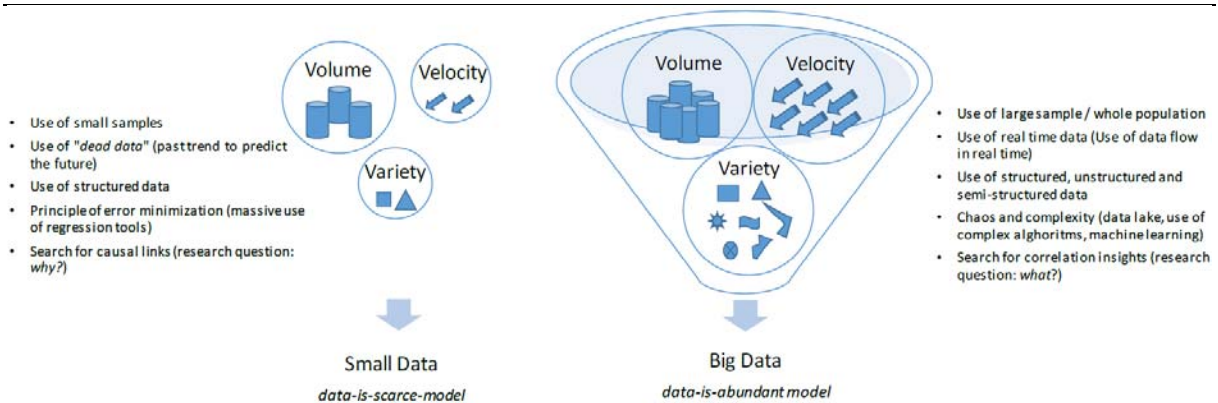 Volume
Velocity
Variety
• Use of small samples
• Use of "dead data" (past trend to predict
the future)
• Use of structured data
• Principle of error minimization (massive use
of regression tools)
• Search for causal links (research question:
why?)
Small Data
data-is-scarce-model
Volume
Velocity
Variety
• Use of large sample / whole population
• Use of real time data (Use of data flow
in real time)
• Use of structured, unstructured and
semi-structured data
• Chaos and complexity (data lake, use of
complex alghoritms, machine learning)
• Search for correlation insights (research
question: what?)
Big Data
data-is-abundant model